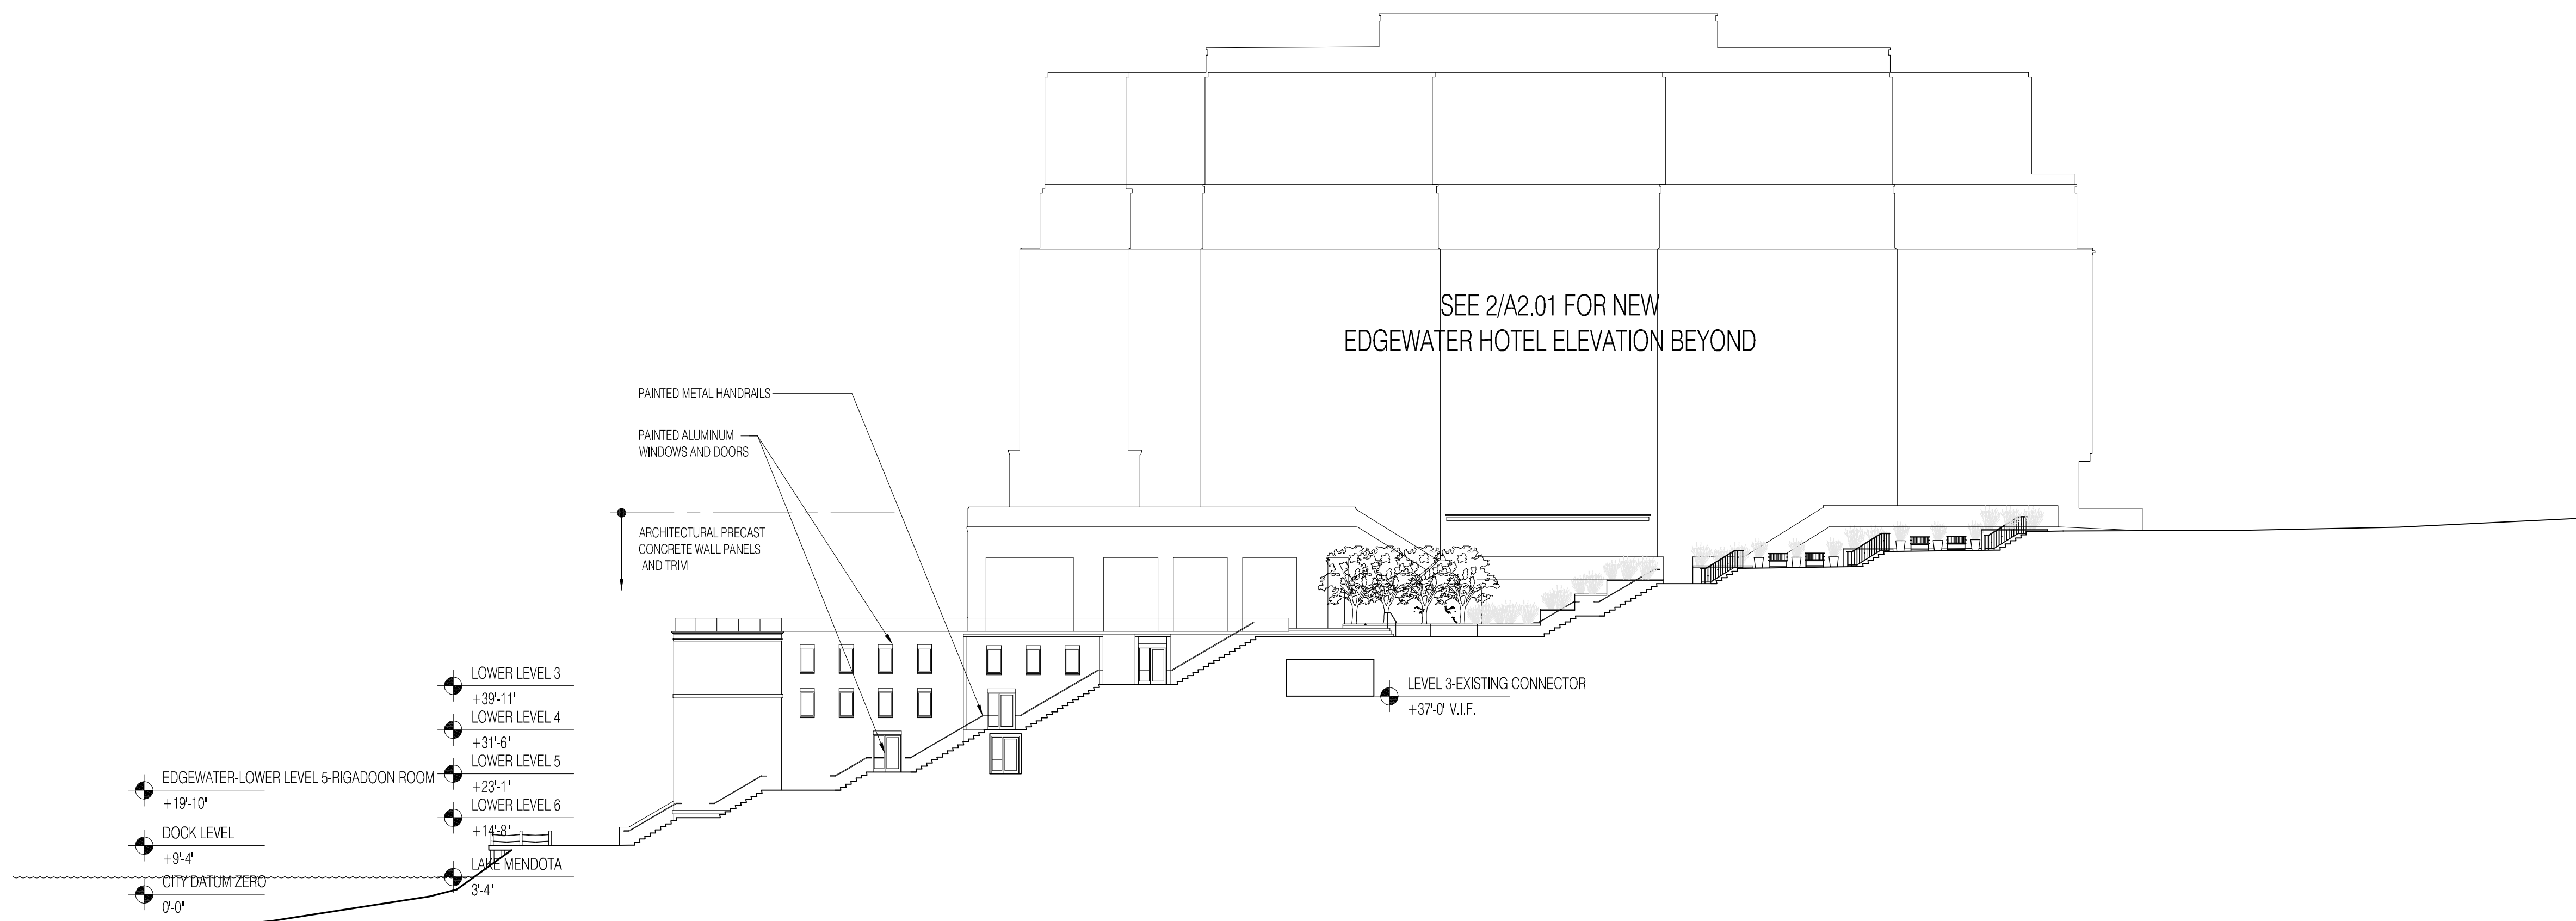 SEE 2/A2.01 FOR NEW
EDGEWATER HOTEL ELEVATION BEYOND
PAINTED METAL HANDRAILS
PAINTED ALUMINUM
WINDOWS AND DOORS
ARCHITECTURAL PRECAST
CONCRETE WALL PANELS
AND TRIM
LOWER LEVEL 3
+39'-11"
LOWER LEVEL 4
+31'-6"
LOWER LEVEL 5
+23'-1"
LOWER LEVEL 6
+14'-8"
LAKE MENDOTA
3'-4"
EDGEWATER-LOWER LEVEL 5-RIGADOON ROOM
+19'-10"
DOCK LEVEL
+9'-4"
CITY DATUM ZERO
0'-0"
LEVEL 3-EXISTING CONNECTOR
+37'-0" V.I.F.